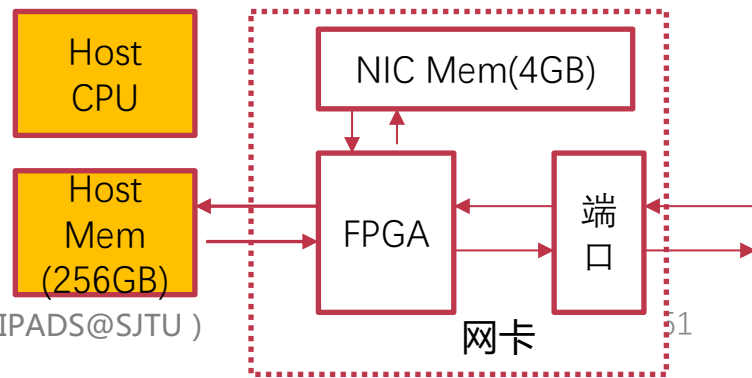 Host
CPU
NIC Mem(4GB)
Host
Mem
(256GB)
FPGA
端
口
IPADS@SJTU )
网卡